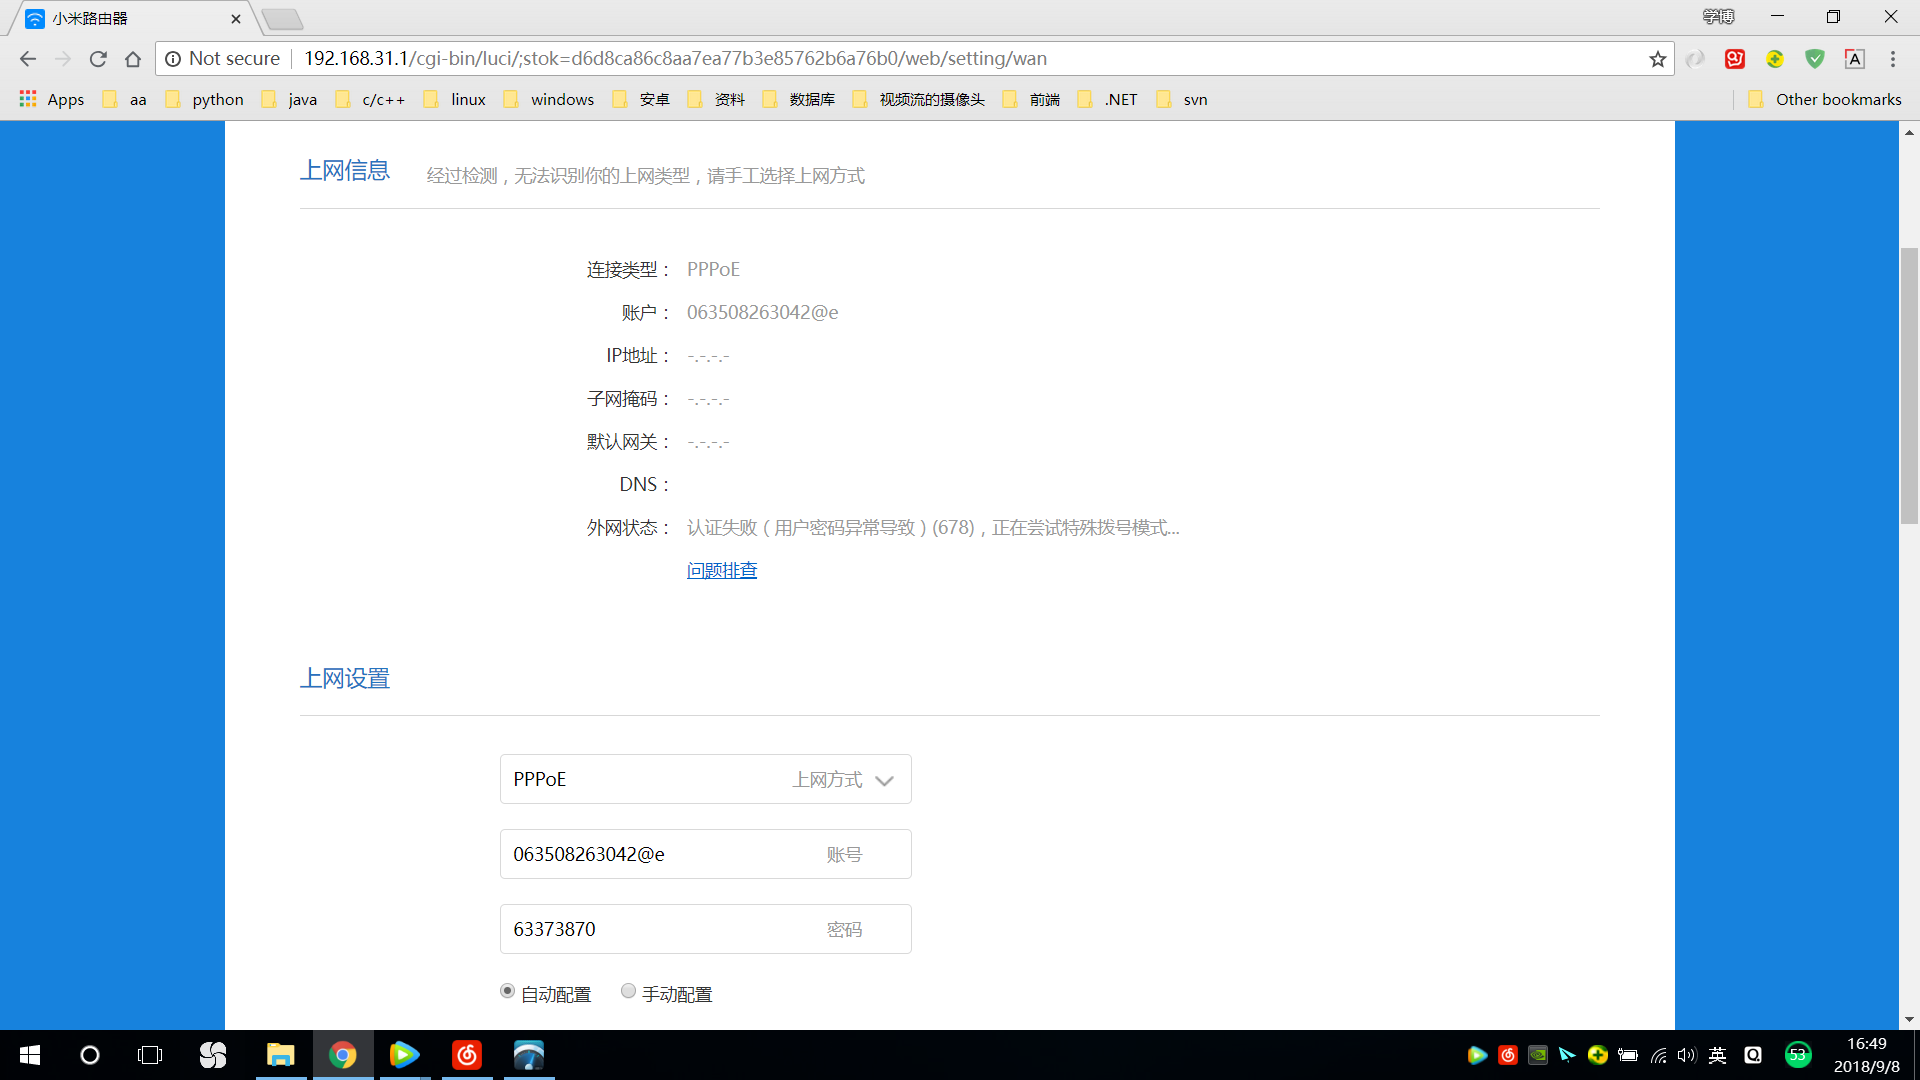 小米路由器
学博
Not secure
192.168.31.1/cgi-bin/luci/;stok=d6d8ca86c8aa7ea77b3e85762b6a76b0/web/setting/wan
Apps aa python java c/c++ linux windows 安卓 资料 数据库 视频流的摄像头 前端 .NET svn Other bookmarks
上网信息 经过检测，无法识别你的上网类型，请手工选择上网方式
连接类型： PPPoE
账户： 063508263042@e
IP地址： -.-.-.-
子网掩码： -.-.-.-
默认网关： -.-.-.-
DNS：
外网状态： 认证失败（用户密码异常导致）(678)，正在尝试特殊拨号模式...
问题排查
上网设置
PPPoE 上网方式
063508263042@e 账号
63373870 密码
自动配置 手动配置
英
53
16:49
2018/9/8